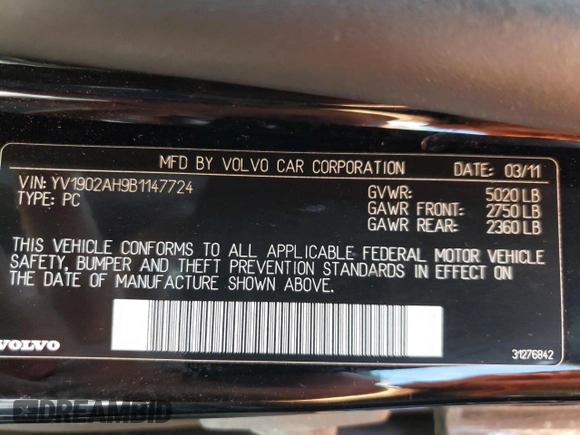 MFD BY VOLVO CAR CORPORATION DATE: 03/11
VIN: YV1902AH9B1147724
TYPE: PC
GVWR: 5020 LB
GAWR FRONT: 2750 LB
GAWR REAR: 2360 LB
THIS VEHICLE CONFORMS TO ALL APPLICABLE FEDERAL MOTOR VEHICLE
SAFETY, BUMPER AND THEFT PREVENTION STANDARDS IN EFFECT ON
THE DATE OF MANUFACTURE SHOWN ABOVE.
VOLVO
31276842
DREAMBID